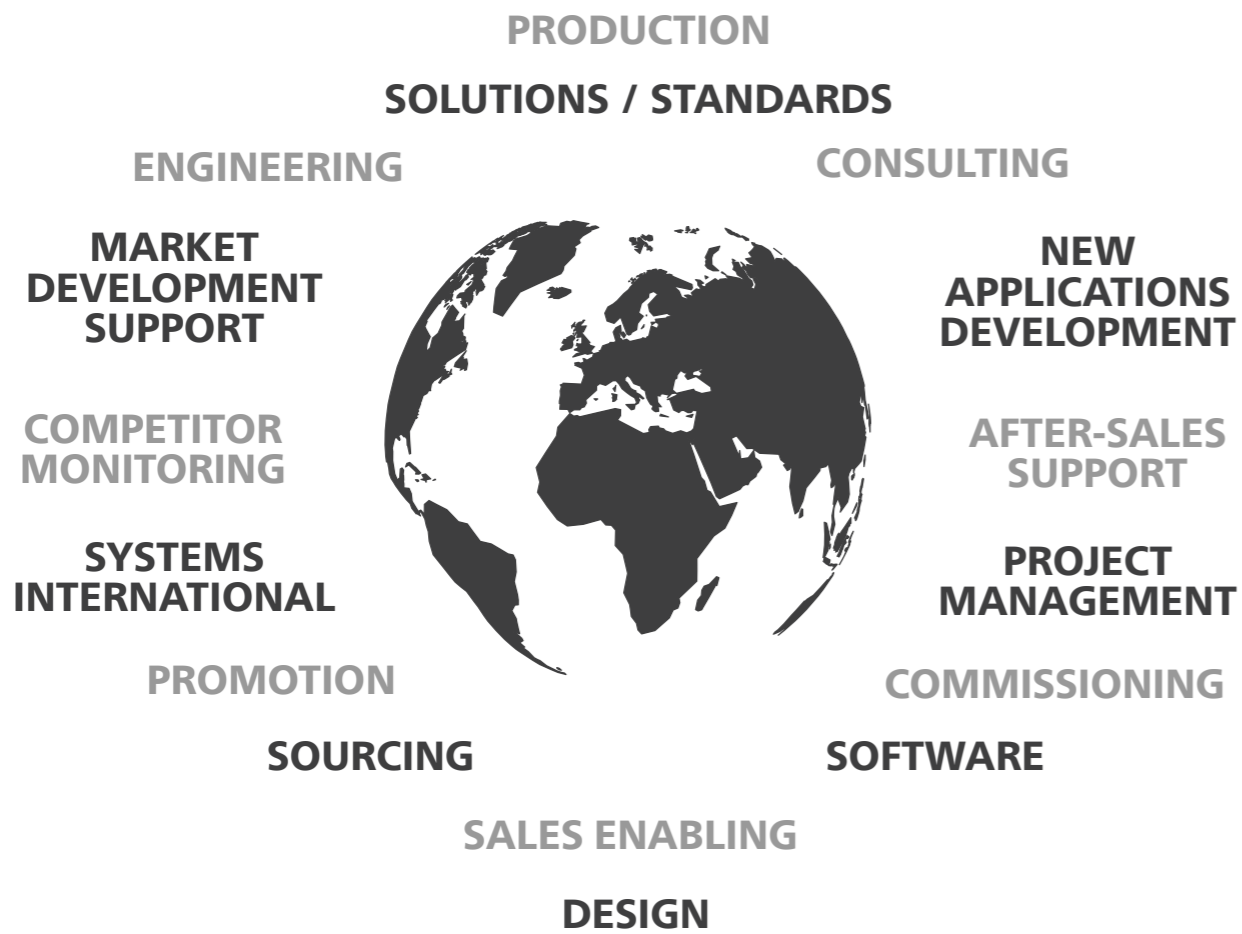 PRODUCTION
SOLUTIONS / STANDARDS
ENGINEERING
CONSULTING
MARKET
DEVELOPMENT
SUPPORT
NEW
APPLICATIONS
DEVELOPMENT
COMPETITOR
MONITORING
AFTER-SALES
SUPPORT
SYSTEMS
INTERNATIONAL
PROJECT
MANAGEMENT
PROMOTION
COMMISSIONING
SOURCING
SOFTWARE
SALES ENABLING
DESIGN